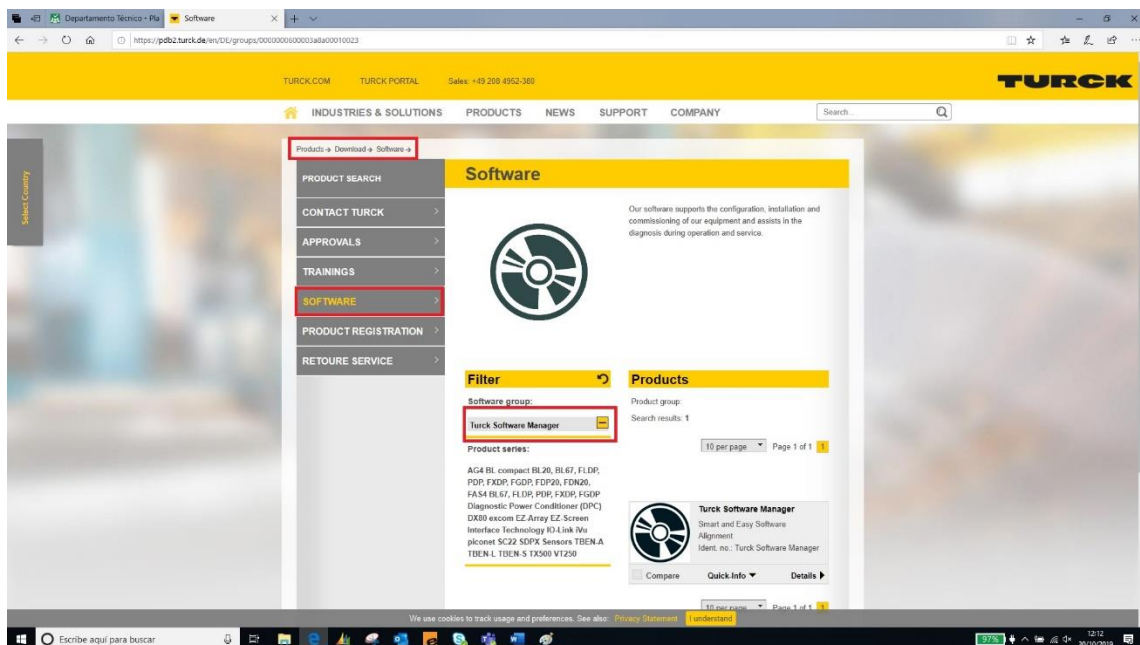 Departamento Técnico - Pla
Software
https://pdb2.turck.de/en/DE/groups/0000000600003a8a00010023
TURCK.COM TURCK PORTAL Sales: +49 208 4952-380
TURCK
INDUSTRIES & SOLUTIONS PRODUCTS NEWS SUPPORT COMPANY Search...
Select Country
Products → Download → Software →
PRODUCT SEARCH
CONTACT TURCK
APPROVALS
TRAININGS
SOFTWARE
PRODUCT REGISTRATION
RETOURE SERVICE
Software
Our software supports the configuration, installation and
commissioning of our equipment and assists in the
diagnosis during operation and service.
Filter
Software group:
Turck Software Manager
Product series:
AG4 BL compact BL20, BL67, FLDP,
PDP, FXDP, FGDP, FDP20, FDN20,
FAS4 BL67, FLDP, PDP, FXDP, FGDP
Diagnostic Power Conditioner (DPC)
DX80 excom EZ-Array EZ-Screen
Interface Technology IO-Link iVu
piconet SC22 SDPX Sensors TBEN-A
TBEN-L TBEN-S TX500 VT250
Products
Product group:
Search results: 1
10 per page Page 1 of 1 1
Turck Software Manager
Smart and Easy Software
Alignment
Ident. no.: Turck Software Manager
Compare Quick-Info Details
10 per page Page 1 of 1 1
We use cookies to track usage and preferences. See also: Privacy Statement I understand
Escribe aquí para buscar
97%
12:12
30/10/2019